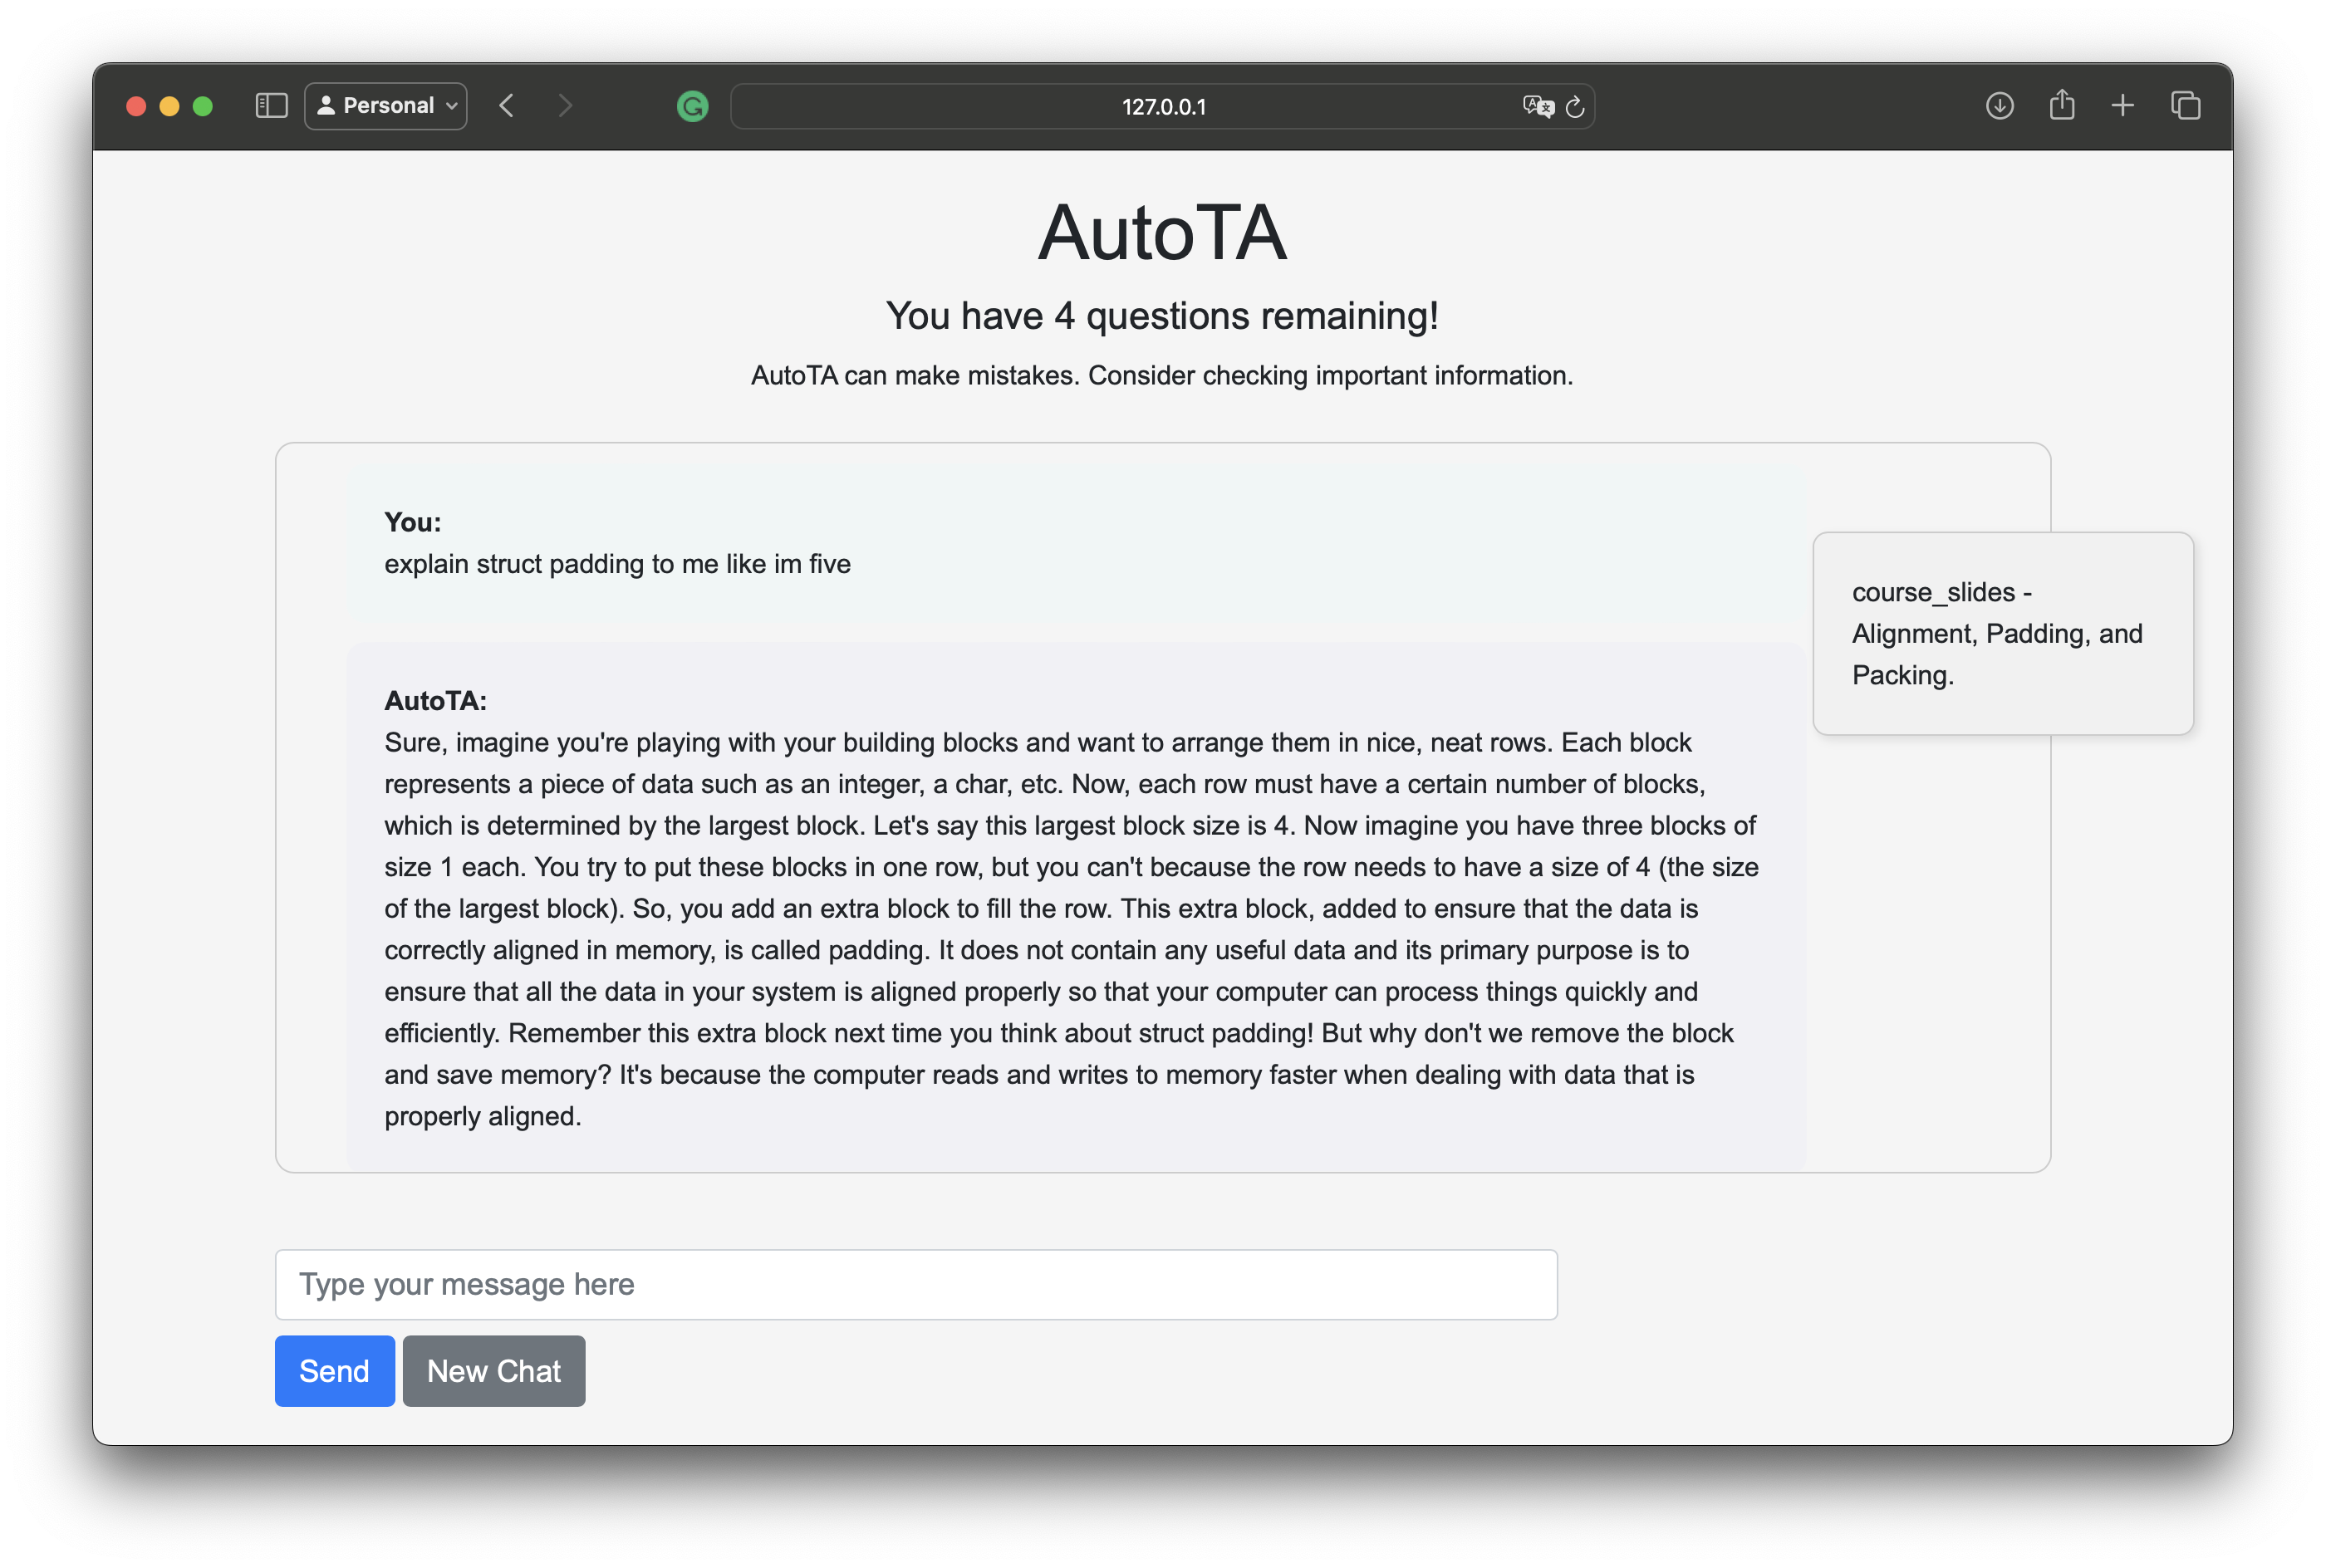 Personal
127.0.0.1
AutoTA
You have 4 questions remaining!
AutoTA can make mistakes. Consider checking important information.
You:
explain struct padding to me like im five
course_slides -
Alignment, Padding, and
Packing.
AutoTA:
Sure, imagine you're playing with your building blocks and want to arrange them in nice, neat rows. Each block
represents a piece of data such as an integer, a char, etc. Now, each row must have a certain number of blocks,
which is determined by the largest block. Let's say this largest block size is 4. Now imagine you have three blocks of
size 1 each. You try to put these blocks in one row, but you can't because the row needs to have a size of 4 (the size
of the largest block). So, you add an extra block to fill the row. This extra block, added to ensure that the data is
correctly aligned in memory, is called padding. It does not contain any useful data and its primary purpose is to
ensure that all the data in your system is aligned properly so that your computer can process things quickly and
efficiently. Remember this extra block next time you think about struct padding! But why don't we remove the block
and save memory? It's because the computer reads and writes to memory faster when dealing with data that is
properly aligned.
Type your message here
Send
New Chat